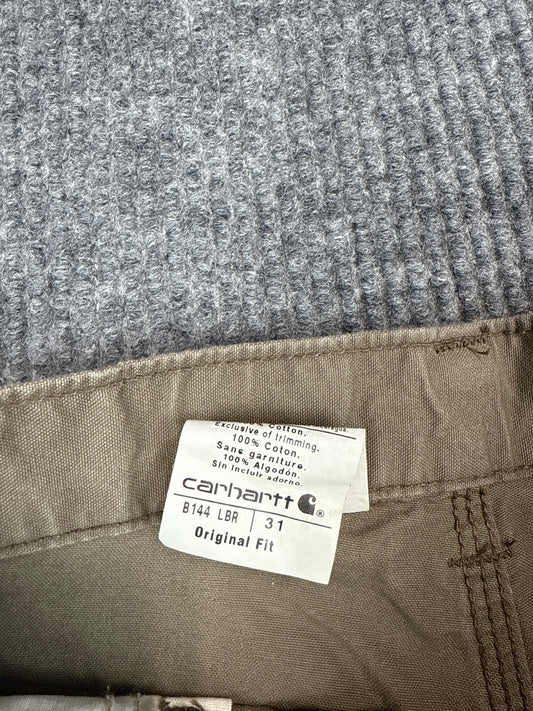 % Cotton.
Exclusive of trimming.
100% Coton.
Sans garniture.
100% Algodón.
Sin incluir adorno.
carhartt ®
B144 LBR | 31
Original Fit